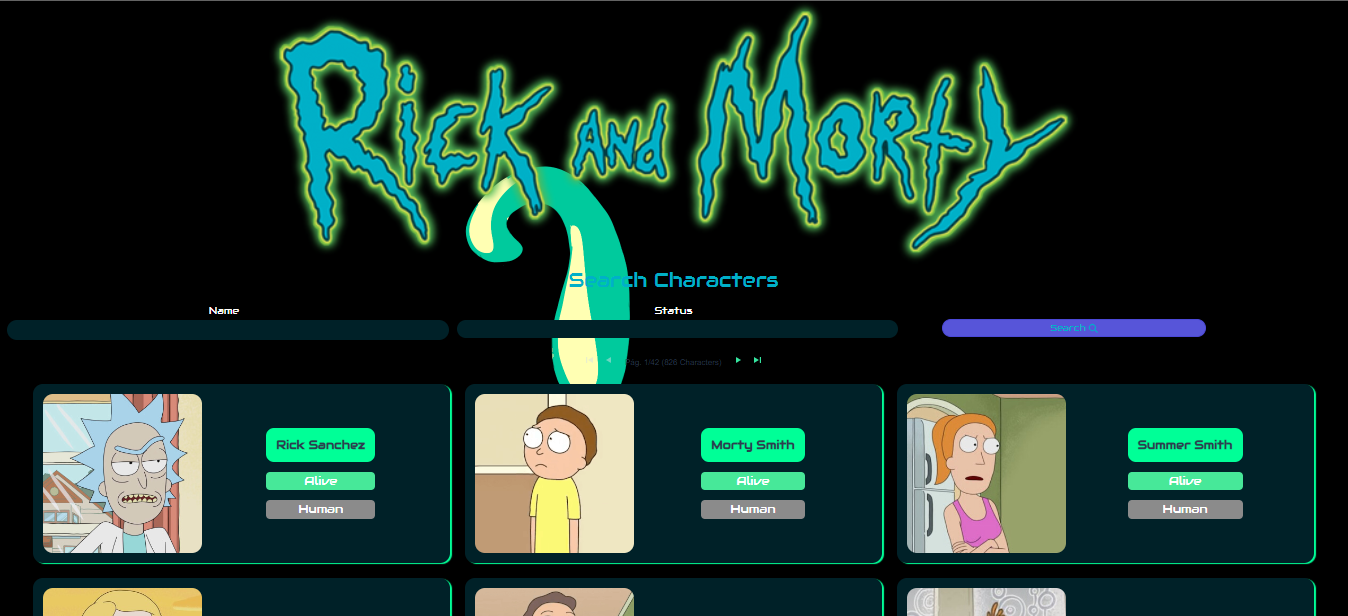 Rick and Morty
Search Characters
Name
Status
Search
Pág. 1/42 (826 Characters)
Rick Sanchez
Alive
Human
Morty Smith
Alive
Human
Summer Smith
Alive
Human